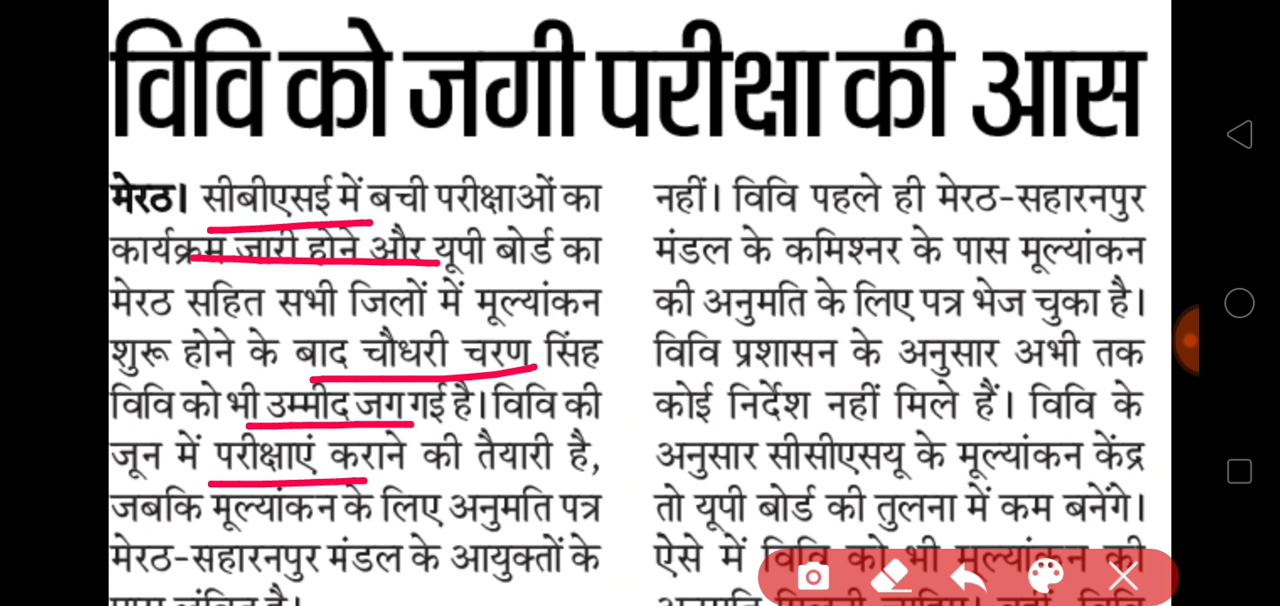 विवि को जगी परीक्षा की आस
मेरठ। सीबीएसई में बची परीक्षाओं का
कार्यक्रम जारी होने और यूपी बोर्ड का
मेरठ सहित सभी जिलों में मूल्यांकन
शुरू होने के बाद चौधरी चरण सिंह
विवि को भी उम्मीद जग गई है। विवि की
जून में परीक्षाएं कराने की तैयारी है,
जबकि मूल्यांकन के लिए अनुमति पत्र
मेरठ-सहारनपुर मंडल के आयुक्तों के
पास लंबित है।
नहीं। विवि पहले ही मेरठ-सहारनपुर
मंडल के कमिश्नर के पास मूल्यांकन
की अनुमति के लिए पत्र भेज चुका है।
विवि प्रशासन के अनुसार अभी तक
कोई निर्देश नहीं मिले हैं। विवि के
अनुसार सीसीएसयू के मूल्यांकन केंद्र
तो यूपी बोर्ड की तुलना में कम बनेंगे।
ऐसे में विवि को भी मूल्यांकन की